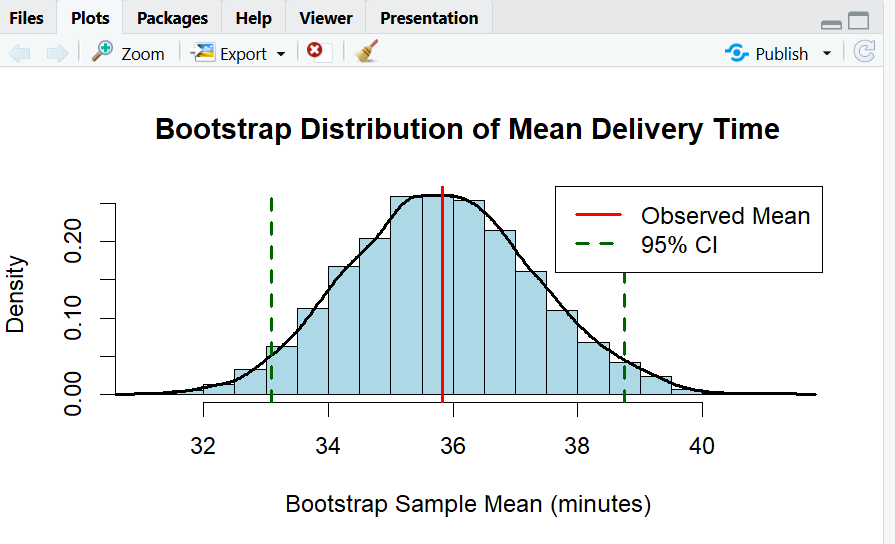 Files Plots Packages Help Viewer Presentation
Zoom Export Publish
Bootstrap Distribution of Mean Delivery Time
Observed Mean
95% CI
Density
0.20
0.10
0.00
32 34 36 38 40
Bootstrap Sample Mean (minutes)